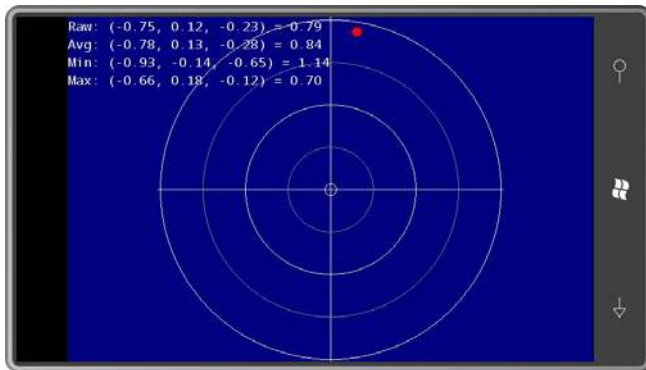 Raw: (-0.75, 0.12, -0.23) = 0.79
Avg: (-0.78, 0.13, -0.28) = 0.84
Min: (-0.93, -0.14, -0.65) = 1.14
Max: (-0.66, 0.18, -0.12) = 0.70